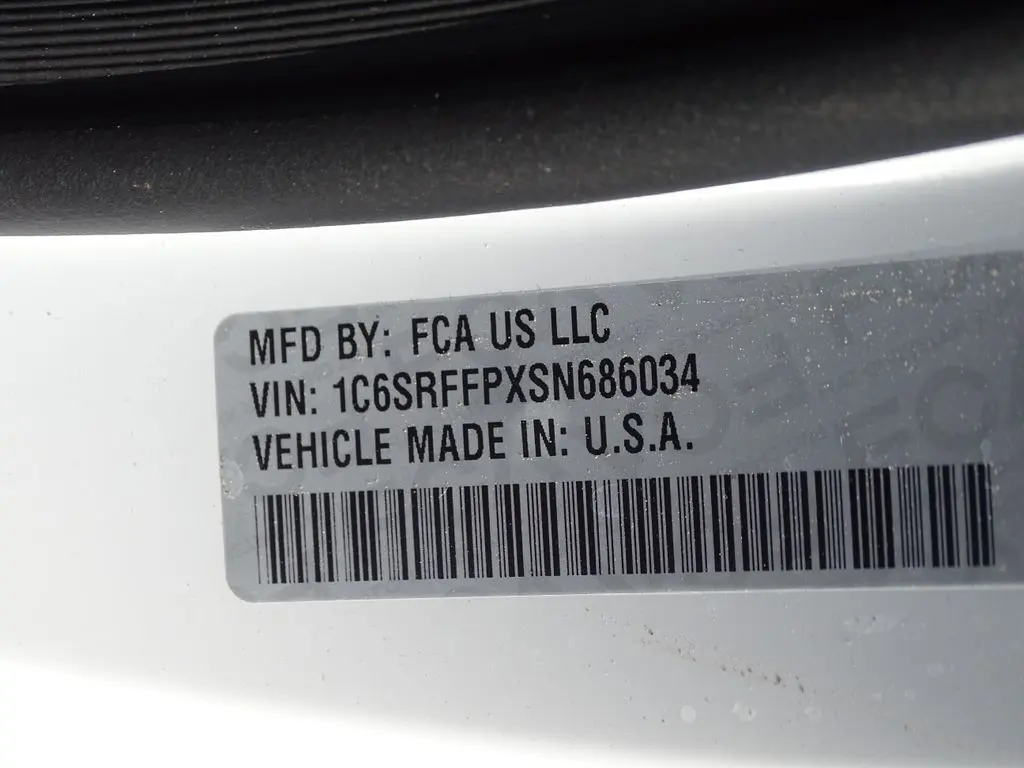 MFD BY: FCA US LLC
VIN: 1C6SRFFPXSN686034
VEHICLE MADE IN: U.S.A.